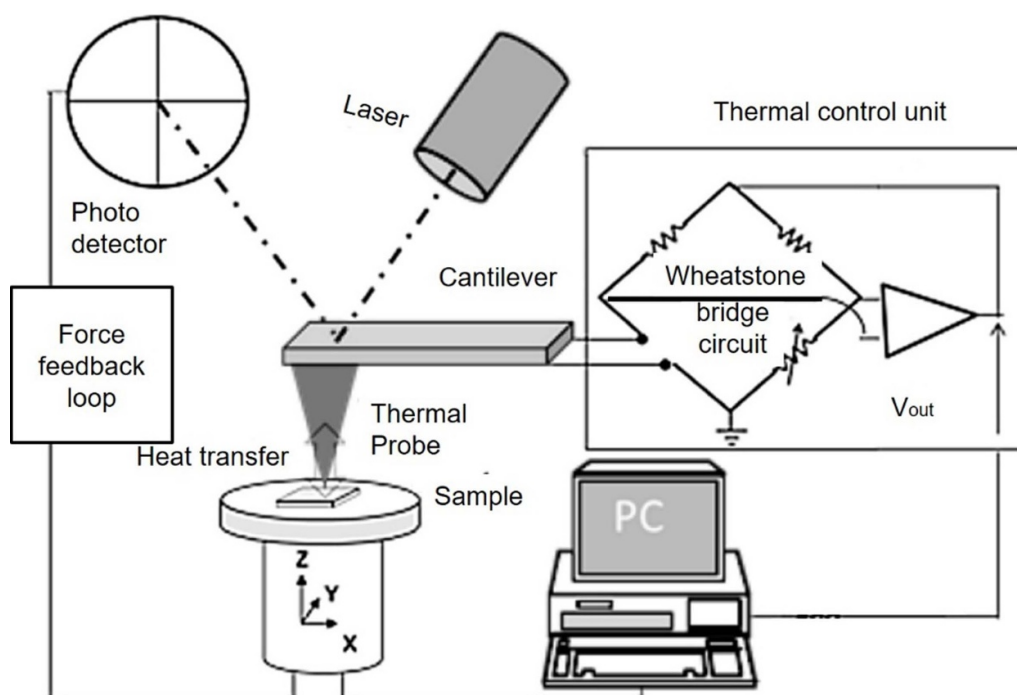 Laser
Thermal control unit
Photo
detector
Cantilever
Wheatstone
bridge
circuit
Force
feedback
loop
Vout
Thermal
Probe
Heat transfer
Sample
PC
Z
Y
X